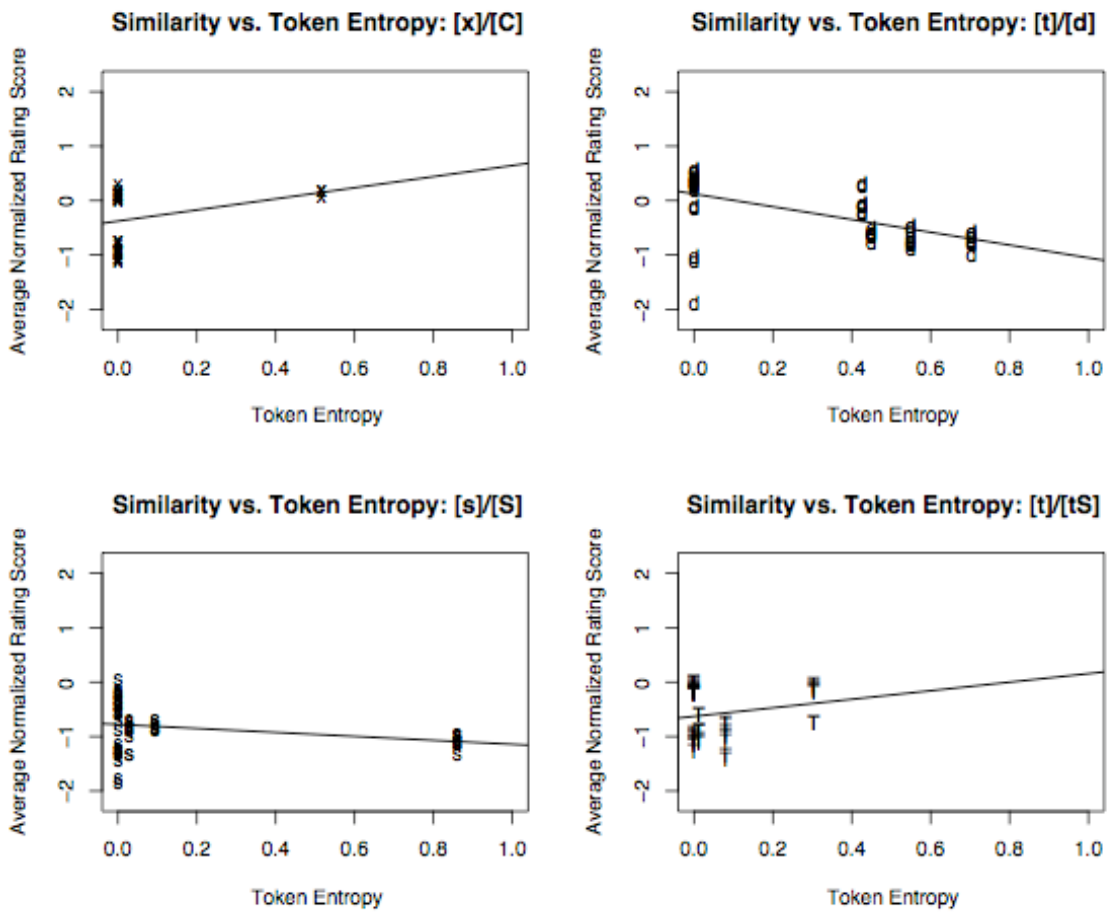 Similarity vs. Token Entropy: [x]/[C]
Average Normalized Rating Score
2
1
0
−1
−2
0.0 0.2 0.4 0.6 0.8 1.0
Token Entropy
Similarity vs. Token Entropy: [t]/[d]
Average Normalized Rating Score
2
1
0
−1
−2
0.0 0.2 0.4 0.6 0.8 1.0
Token Entropy
Similarity vs. Token Entropy: [s]/[S]
Average Normalized Rating Score
2
1
0
−1
−2
0.0 0.2 0.4 0.6 0.8 1.0
Token Entropy
Similarity vs. Token Entropy: [t]/[tS]
Average Normalized Rating Score
2
1
0
−1
−2
0.0 0.2 0.4 0.6 0.8 1.0
Token Entropy